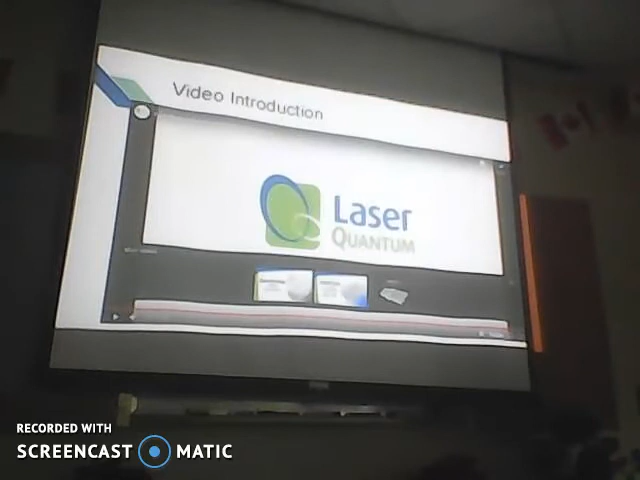 Video Introduction
Laser
QUANTUM
RECORDED WITH
SCREENCAST MATIC